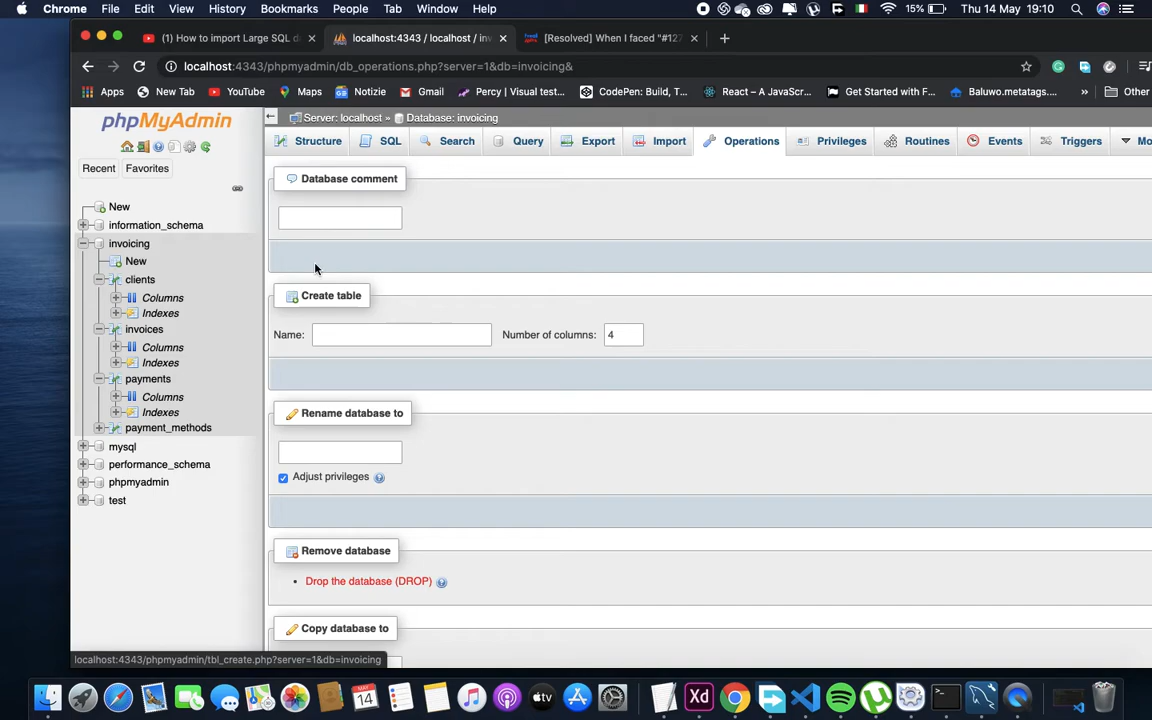 Chrome File Edit View History Bookmarks People Tab Window Help 15% Thu 14 May 19:10
(1) How to import Large SQL d localhost:4343 / localhost / inv [Resolved] When I faced "#12
localhost:4343/phpmyadmin/db_operations.php?server=1&db=invoicing&
Apps New Tab YouTube Maps Notizie Gmail Percy | Visual test... CodePen: Build, T... React – A JavaScr... Get Started with F... Baluwo.metatags.... » Other
phpMyAdmin
Server: localhost » Database: invoicing
Structure SQL Search Query Export Import Operations Privileges Routines Events Triggers Mo
Recent Favorites
Database comment
New
information_schema
invoicing
New
clients
Columns
Indexes
invoices
Columns
Indexes
payments
Columns
Indexes
payment_methods
mysql
performance_schema
phpmyadmin
test
Create table
Name: Number of columns: 4
Rename database to
Adjust privileges
Remove database
Drop the database (DROP)
Copy database to
localhost:4343/phpmyadmin/tbl_create.php?server=1&db=invoicing
MAY
14
Xd
tv